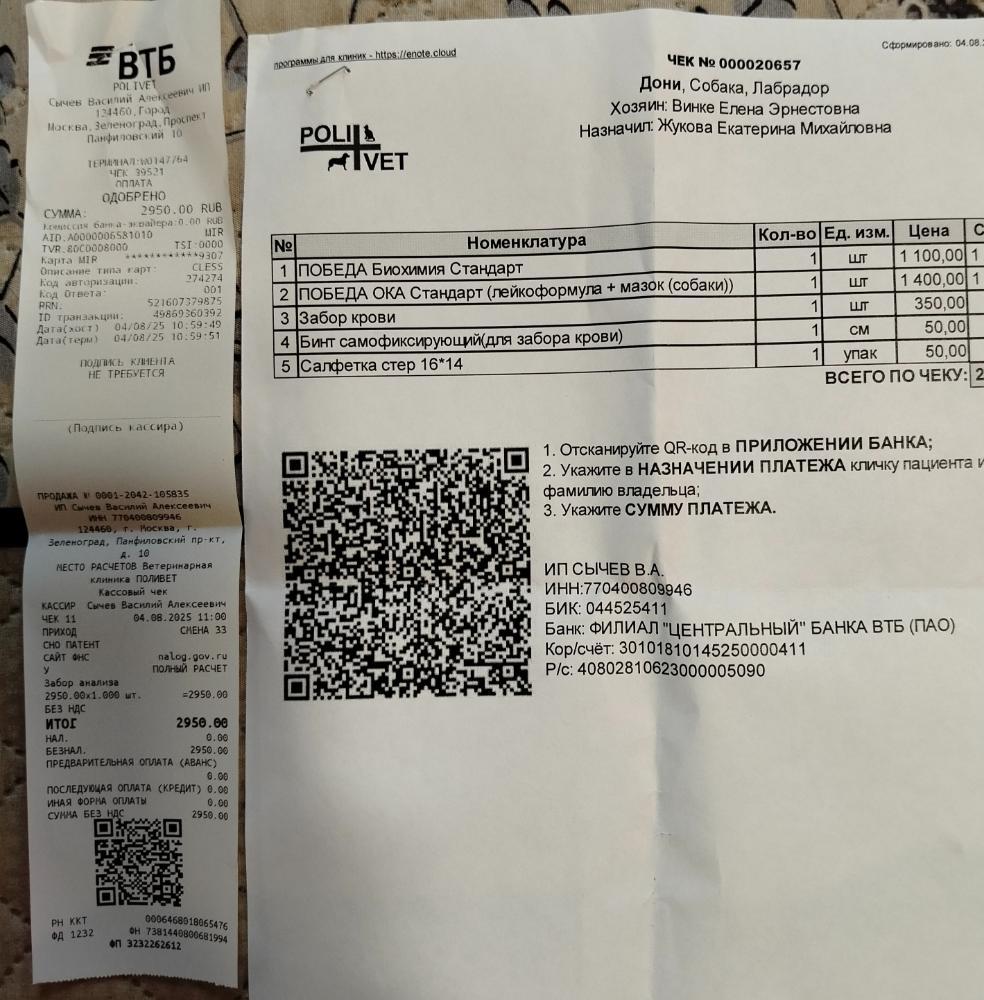 ВТБ
POLIVET
Сычев Василий Алексеевич ИП
124460, Город
Москва, Зеленоград, Проспект
Панфиловский 10
ТЕРМИНАЛ:W0147764
ЧЕК 39521
ОПЛАТА
ОДОБРЕНО
СУММА: 2950.00 RUB
Комиссия банка-эквайера:0.00 RUB
AID.A0000006581010 MIR
TVR.80C0008000 TSI:0000
Карта MIR ************9307
Описание типа карт: CLESS
Код авторизации: 274274
Код Ответа: 001
RRN: 521607379875
ID транзакции: 49869360392
Дата(хост) 04/08/25 10:59:49
Дата(терм) 04/08/25 10:59:51
ПОДПИСЬ КЛИЕНТА
НЕ ТРЕБУЕТСЯ
(Подпись кассира)
ПРОДАЖА № 0001-2042-105835
ИП Сычев Василий Алексеевич
ИНН 770400809946
124460, г. Москва, г.
Зеленоград, Панфиловский пр-кт,
д. 10
МЕСТО РАСЧЕТОВ Ветеринарная
клиника ПОЛИВЕТ
Кассовый чек
КАССИР Сычев Василий Алексеевич
ЧЕК 11 04.08.2025 11:00
ПРИХОД СМЕНА 33
СНО ПАТЕНТ
САЙТ ФНС nalog.gov.ru
У ПОЛНЫЙ РАСЧЕТ
Забор анализа
2950.00x1.000 шт. =2950.00
БЕЗ НДС
ИТОГ 2950.00
НАЛ. 0.00
БЕЗНАЛ. 2950.00
ПРЕДВАРИТЕЛЬНАЯ ОПЛАТА (АВАНС)
0.00
ПОСЛЕДУЮЩАЯ ОПЛАТА (КРЕДИТ) 0.00
ИНАЯ ФОРМА ОПЛАТЫ 0.00
СУММА БЕЗ НДС 2950.00
РН ККТ 0006468018065476
ФД 1232 ФН 7381440800681994
ФП 3232262612
программы для клиник - https://enote.cloud
Сформировано: 04.08.
ЧЕК № 000020657
Дони, Собака, Лабрадор
Хозяин: Винке Елена Эрнестовна
Назначил: Жукова Екатерина Михайловна
POLI VET
№ Номенклатура Кол-во Ед. изм. Цена С
1 ПОБЕДА Биохимия Стандарт 1 шт 1 100,00 1
2 ПОБЕДА ОКА Стандарт (лейкоформула + мазок (собаки)) 1 шт 1 400,00 1
3 Забор крови 1 шт 350,00
4 Бинт самофиксирующий(для забора крови) 1 см 50,00
5 Салфетка стер 16*14 1 упак 50,00
ВСЕГО ПО ЧЕКУ: 2
1. Отсканируйте QR-код в ПРИЛОЖЕНИИ БАНКА;
2. Укажите в НАЗНАЧЕНИИ ПЛАТЕЖА кличку пациента и
фамилию владельца;
3. Укажите СУММУ ПЛАТЕЖА.
ИП СЫЧЕВ В.А.
ИНН:770400809946
БИК: 044525411
Банк: ФИЛИАЛ "ЦЕНТРАЛЬНЫЙ" БАНКА ВТБ (ПАО)
Кор/счёт: 30101810145250000411
Р/с: 40802810623000005090